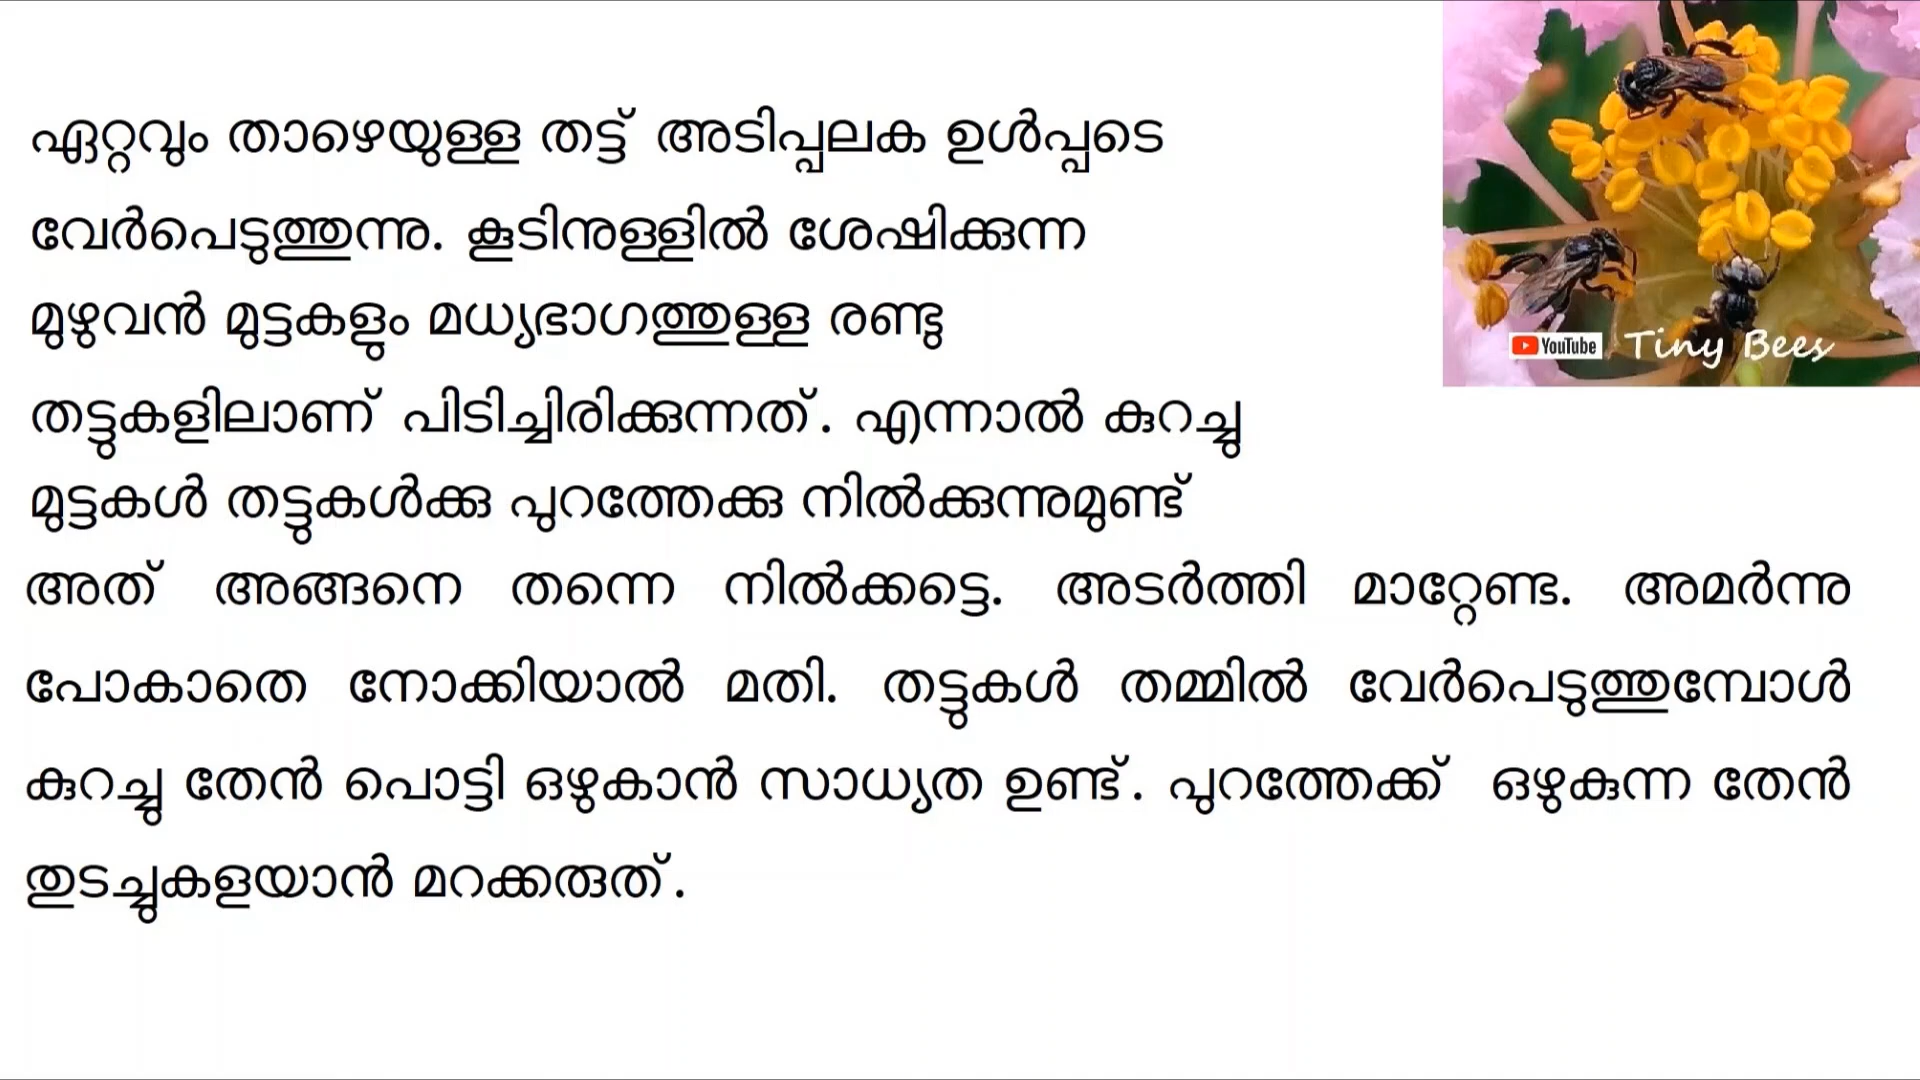 ഏറ്റവും താഴെയുള്ള തട്ട് അടിപ്പലക ഉൾപ്പടെ
വേർപെടുത്തുന്നു. കൂടിനുള്ളിൽ ശേഷിക്കുന്ന
മുഴുവൻ മുട്ടകളും മധ്യഭാഗത്തുള്ള രണ്ടു
തട്ടുകളിലാണ് പിടിച്ചിരിക്കുന്നത്. എന്നാൽ കുറച്ചു
മുട്ടകൾ തട്ടുകൾക്കു പുറത്തേക്കു നിൽക്കുന്നുമുണ്ട്
അത് അങ്ങനെ തന്നെ നിൽക്കട്ടെ. അടർത്തി മാറ്റേണ്ട. അമർന്നു
പോകാതെ നോക്കിയാൽ മതി. തട്ടുകൾ തമ്മിൽ വേർപെടുത്തുമ്പോൾ
കുറച്ചു തേൻ പൊട്ടി ഒഴുകാൻ സാധ്യത ഉണ്ട്. പുറത്തേക്ക് ഒഴുകുന്ന തേൻ
തുടച്ചുകളയാൻ മറക്കരുത്.
YouTube Tiny Bees